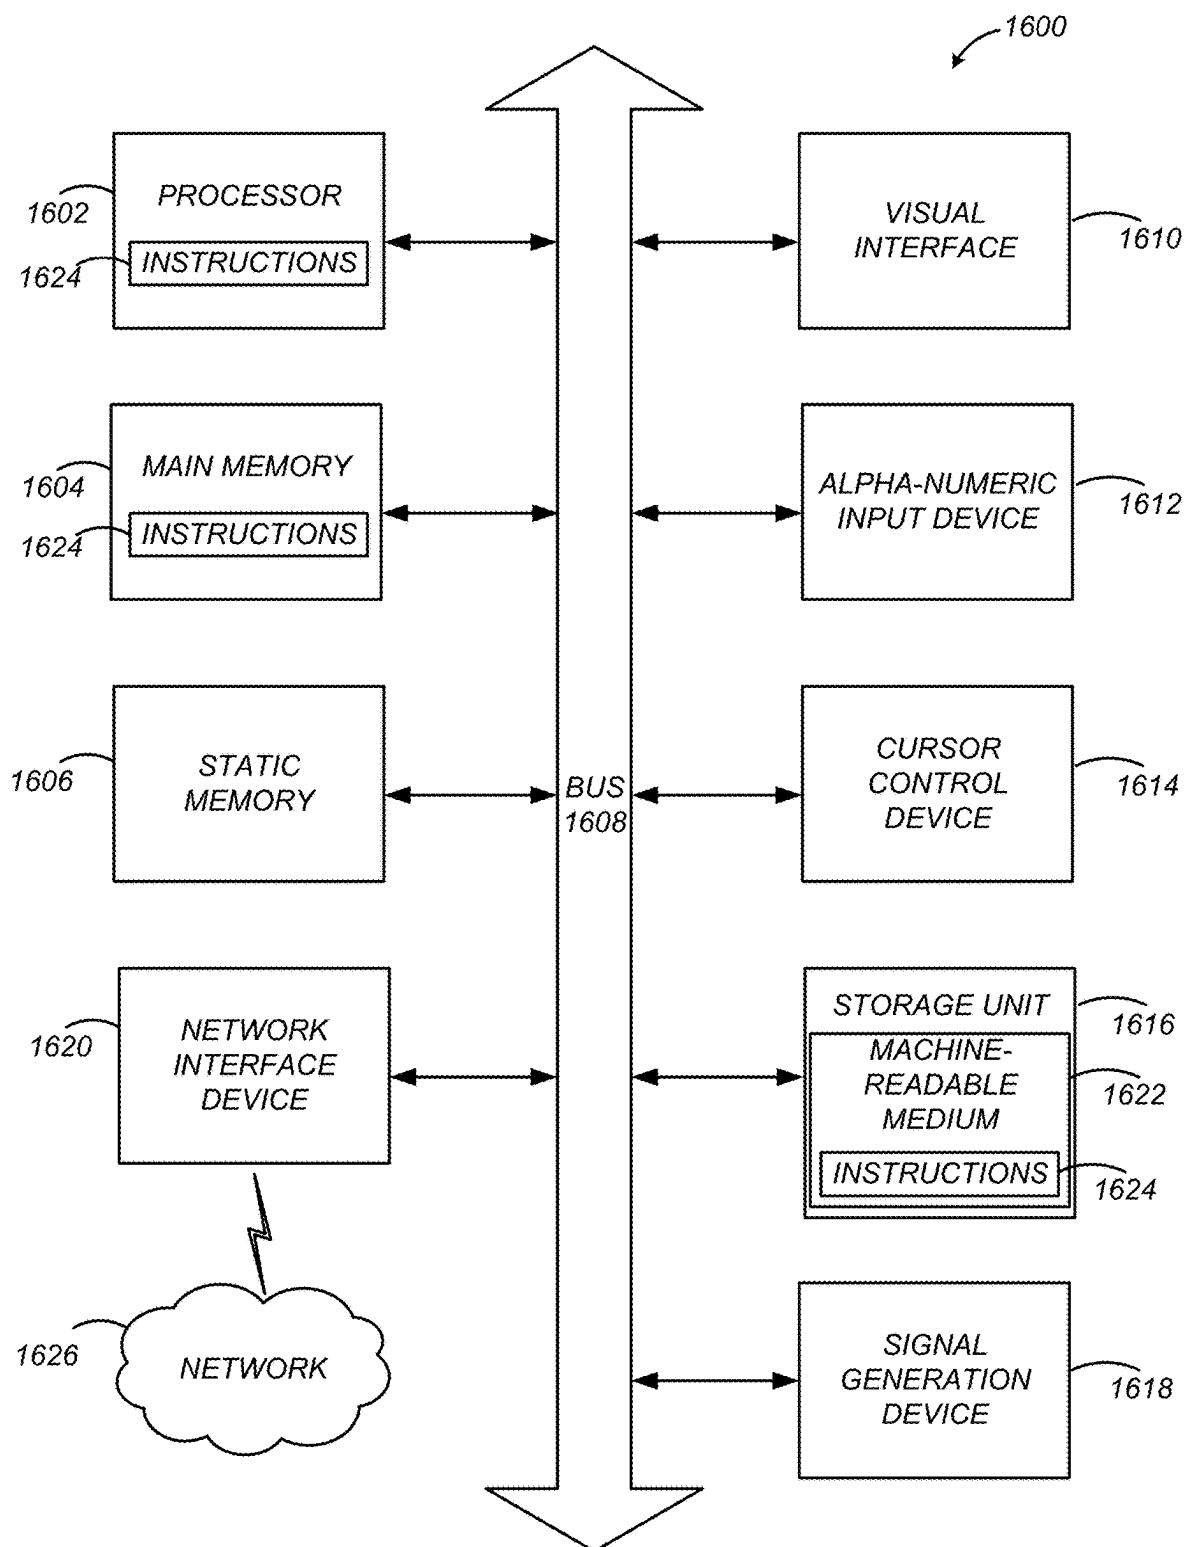 1600
PROCESSOR
1602
INSTRUCTIONS
1624
VISUAL
INTERFACE
1610
MAIN MEMORY
1604
INSTRUCTIONS
1624
ALPHA-NUMERIC
INPUT DEVICE
1612
STATIC
MEMORY
1606
BUS
1608
CURSOR
CONTROL
DEVICE
1614
NETWORK
INTERFACE
DEVICE
1620
STORAGE UNIT
1616
MACHINE-
READABLE
MEDIUM
1622
INSTRUCTIONS
1624
NETWORK
1626
SIGNAL
GENERATION
DEVICE
1618